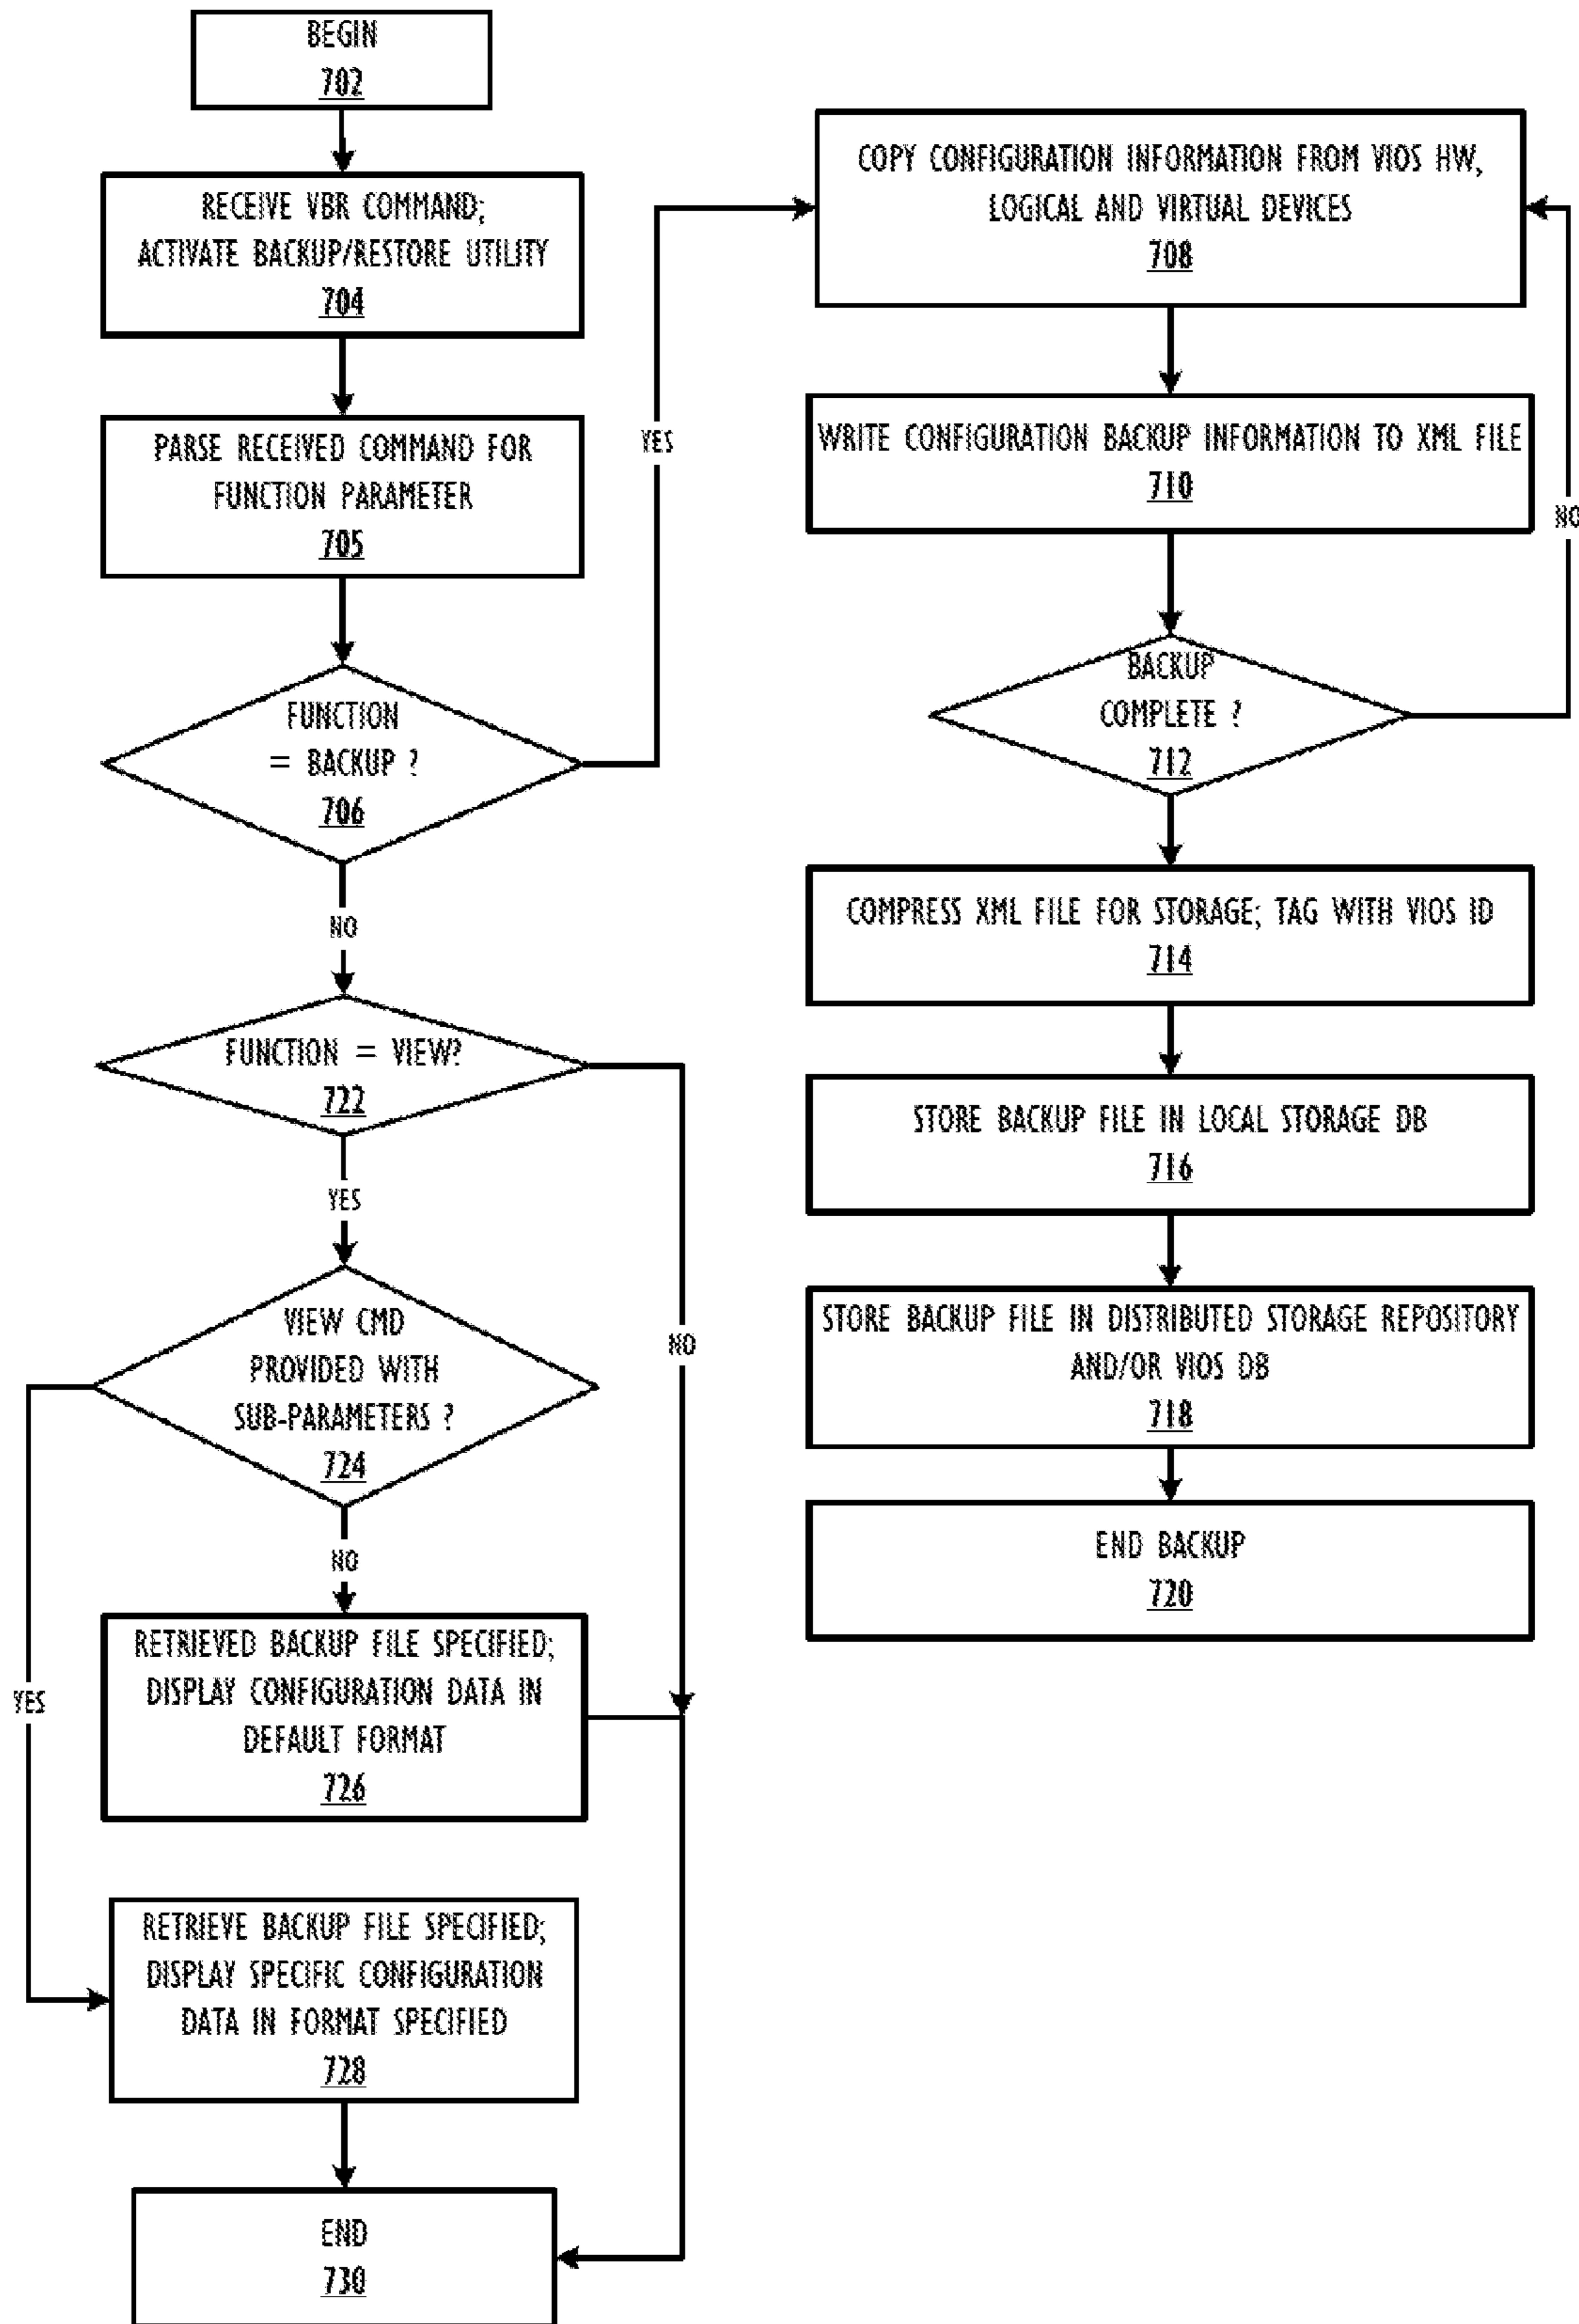 BEGIN
702
RECEIVE VBR COMMAND;
ACTIVATE BACKUP/RESTORE UTILITY
704
PARSE RECEIVED COMMAND FOR
FUNCTION PARAMETER
705
FUNCTION
= BACKUP ?
706
YES
NO
FUNCTION = VIEW?
722
YES
NO
VIEW CMD
PROVIDED WITH
SUB-PARAMETERS ?
724
NO
YES
RETRIEVED BACKUP FILE SPECIFIED;
DISPLAY CONFIGURATION DATA IN
DEFAULT FORMAT
726
RETRIEVE BACKUP FILE SPECIFIED;
DISPLAY SPECIFIC CONFIGURATION
DATA IN FORMAT SPECIFIED
728
END
730
COPY CONFIGURATION INFORMATION FROM VIOS HW,
LOGICAL AND VIRTUAL DEVICES
708
WRITE CONFIGURATION BACKUP INFORMATION TO XML FILE
710
BACKUP
COMPLETE ?
712
NO
COMPRESS XML FILE FOR STORAGE; TAG WITH VIOS ID
714
STORE BACKUP FILE IN LOCAL STORAGE DB
716
STORE BACKUP FILE IN DISTRIBUTED STORAGE REPOSITORY
AND/OR VIOS DB
718
END BACKUP
720